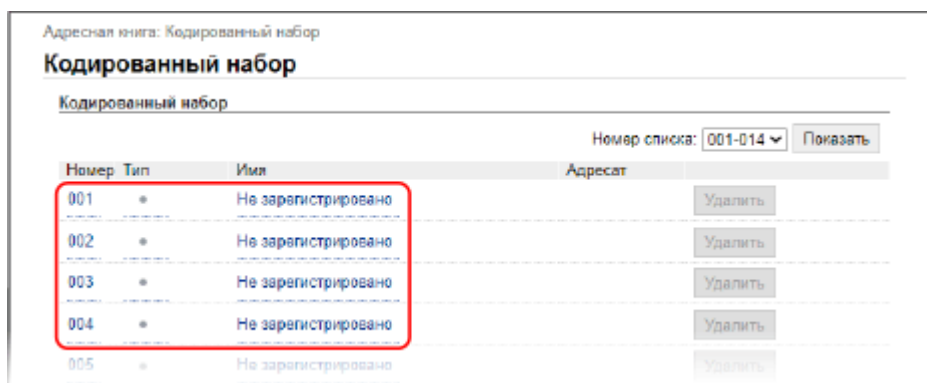 Адресная книга: Кодированный набор
Кодированный набор
Кодированный набор
Номер списка: 001-014 Показать
Номер Тип Имя Адресат
001 Не зарегистрировано Удалить
002 Не зарегистрировано Удалить
003 Не зарегистрировано Удалить
004 Не зарегистрировано Удалить
005 Не зарегистрировано Удалить